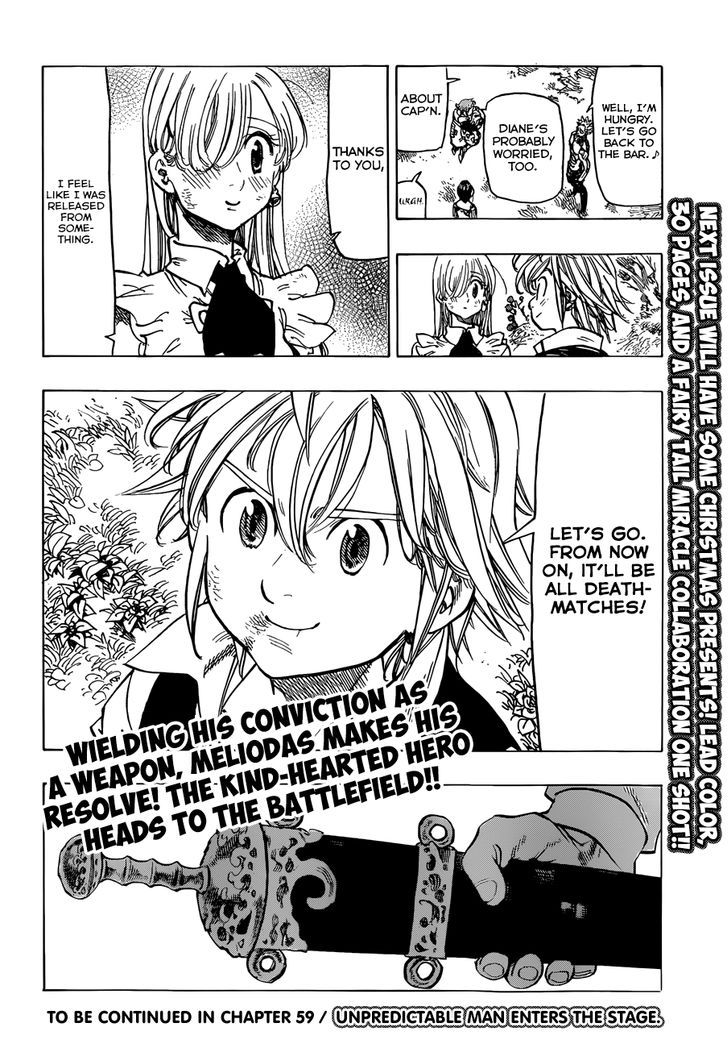 WELL, I'M
HUNGRY.
LET'S GO
BACK TO
THE BAR.♪
DIANE'S
PROBABLY
WORRIED,
TOO.
ABOUT
CAP'N.
URGH.
THANKS
TO YOU,
I FEEL
LIKE I WAS
RELEASED
FROM
SOME-
THING.
LET'S GO.
FROM NOW
ON, IT'LL BE
ALL DEATH-
MATCHES!
WIELDING HIS CONVICTION AS
A WEAPON, MELIODAS MAKES HIS
RESOLVE! THE KIND-HEARTED HERO
HEADS TO THE BATTLEFIELD!!
NEXT ISSUE WILL HAVE SOME CHRISTMAS PRESENTS! LEAD COLOR,
50 PAGES, AND A FAIRY TAIL MIRACLE COLLABORATION ONE SHOT!!
TO BE CONTINUED IN CHAPTER 59 / UNPREDICTABLE MAN ENTERS THE STAGE.